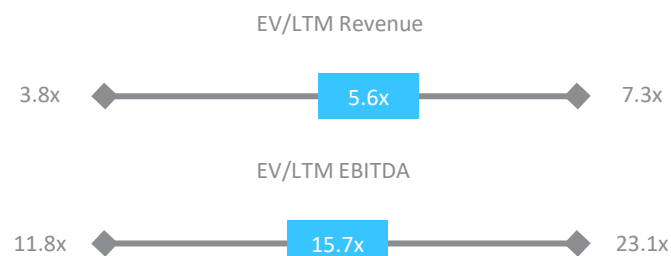 EV/LTM Revenue
3.8x 5.6x 7.3x
EV/LTM EBITDA
11.8x 15.7x 23.1x